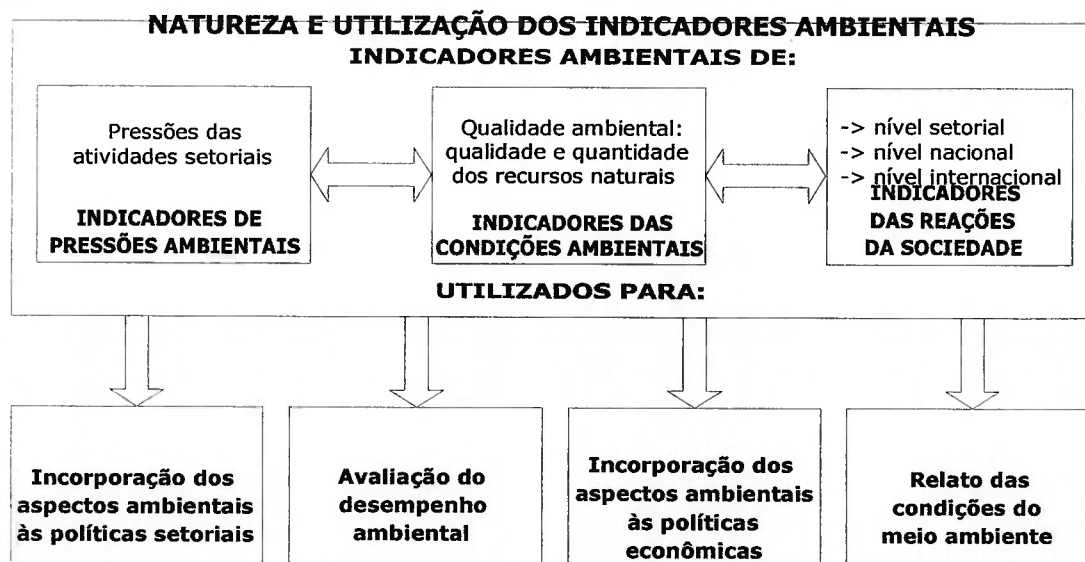 NATUREZA E UTILIZAÇÃO DOS INDICADORES AMBIENTAIS
INDICADORES AMBIENTAIS DE:
Pressões das
atividades setoriais
INDICADORES DE
PRESSÕES AMBIENTAIS
Qualidade ambiental:
qualidade e quantidade
dos recursos naturais
INDICADORES DAS
CONDIÇÕES AMBIENTAIS
-> nível setorial
-> nível nacional
-> nível internacional
INDICADORES
DAS REAÇÕES
DA SOCIEDADE
UTILIZADOS PARA:
Incorporação dos
aspectos ambientais
às políticas setoriais
Avaliação do
desempenho
ambiental
Incorporação dos
aspectos ambientais
às políticas
econômicas
Relato das
condições do
meio ambiente